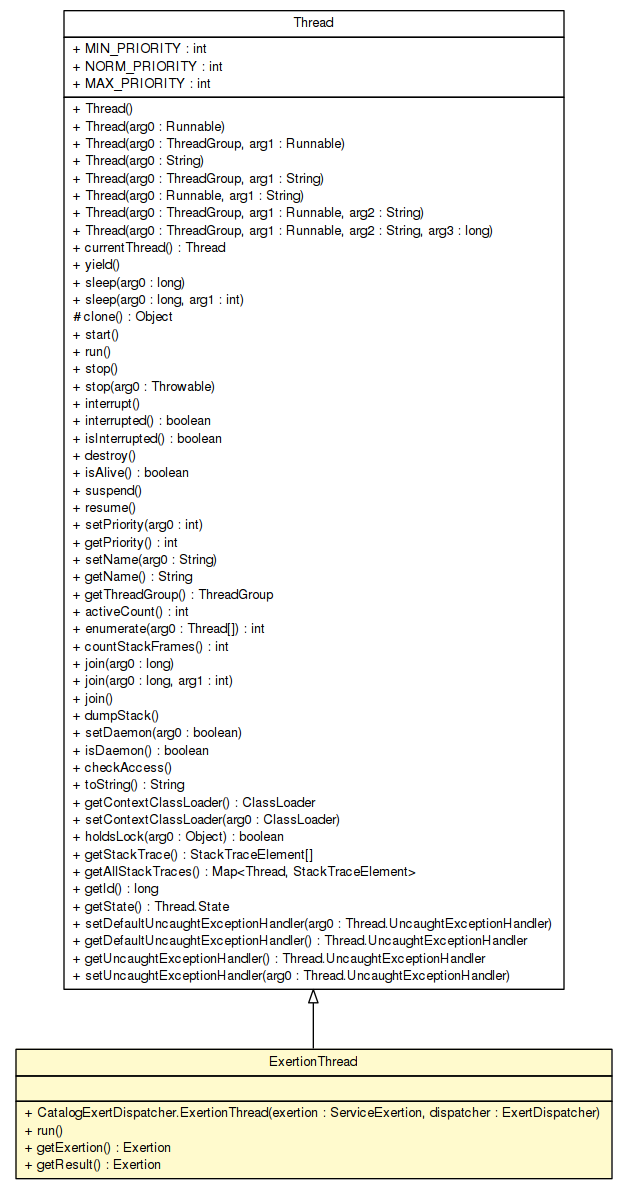 Thread
+ MIN_PRIORITY : int
+ NORM_PRIORITY : int
+ MAX_PRIORITY : int
+ Thread()
+ Thread(arg0 : Runnable)
+ Thread(arg0 : ThreadGroup, arg1 : Runnable)
+ Thread(arg0 : String)
+ Thread(arg0 : ThreadGroup, arg1 : String)
+ Thread(arg0 : Runnable, arg1 : String)
+ Thread(arg0 : ThreadGroup, arg1 : Runnable, arg2 : String)
+ Thread(arg0 : ThreadGroup, arg1 : Runnable, arg2 : String, arg3 : long)
+ currentThread() : Thread
+ yield()
+ sleep(arg0 : long)
+ sleep(arg0 : long, arg1 : int)
# clone() : Object
+ start()
+ run()
+ stop()
+ stop(arg0 : Throwable)
+ interrupt()
+ interrupted() : boolean
+ isInterrupted() : boolean
+ destroy()
+ isAlive() : boolean
+ suspend()
+ resume()
+ setPriority(arg0 : int)
+ getPriority() : int
+ setName(arg0 : String)
+ getName() : String
+ getThreadGroup() : ThreadGroup
+ activeCount() : int
+ enumerate(arg0 : Thread[]) : int
+ countStackFrames() : int
+ join(arg0 : long)
+ join(arg0 : long, arg1 : int)
+ join()
+ dumpStack()
+ setDaemon(arg0 : boolean)
+ isDaemon() : boolean
+ checkAccess()
+ toString() : String
+ getContextClassLoader() : ClassLoader
+ setContextClassLoader(arg0 : ClassLoader)
+ holdsLock(arg0 : Object) : boolean
+ getStackTrace() : StackTraceElement[]
+ getAllStackTraces() : Map<Thread, StackTraceElement>
+ getId() : long
+ getState() : Thread.State
+ setDefaultUncaughtExceptionHandler(arg0 : Thread.UncaughtExceptionHandler)
+ getDefaultUncaughtExceptionHandler() : Thread.UncaughtExceptionHandler
+ getUncaughtExceptionHandler() : Thread.UncaughtExceptionHandler
+ setUncaughtExceptionHandler(arg0 : Thread.UncaughtExceptionHandler)
ExertionThread
+ CatalogExertDispatcher.ExertionThread(exertion : ServiceExertion, dispatcher : ExertDispatcher)
+ run()
+ getExertion() : Exertion
+ getResult() : Exertion